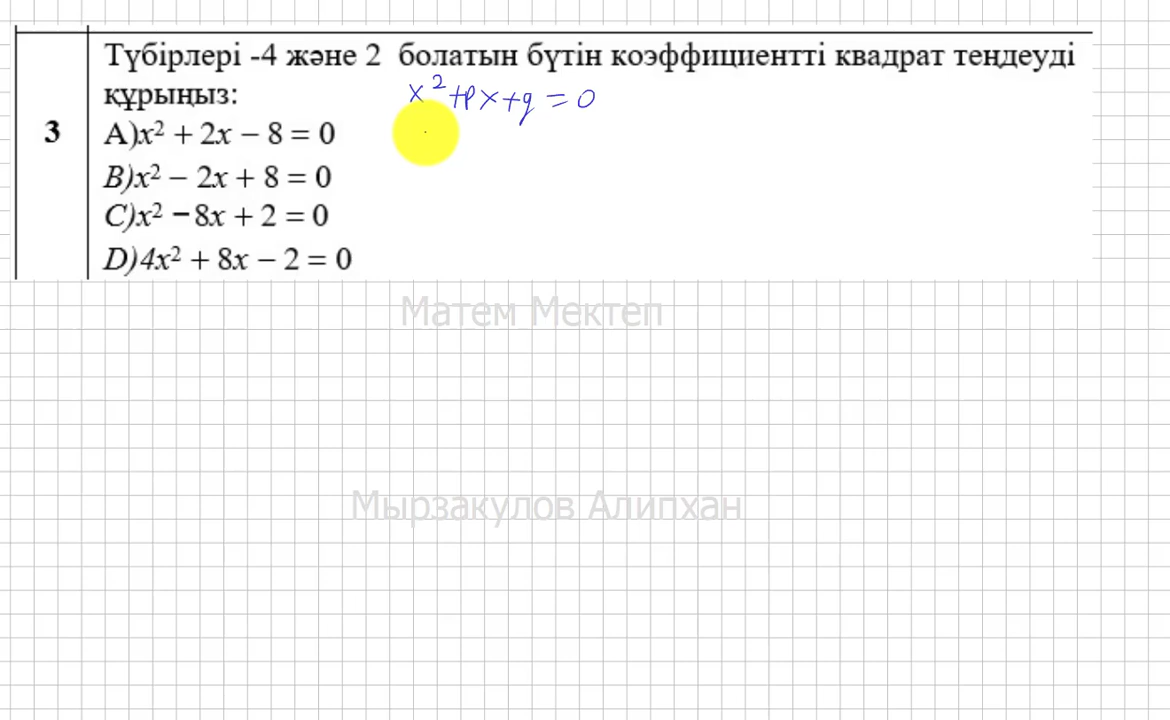 Түбірлері -4 және 2 болатын бүтін коэффициентті квадрат теңдеуді
құрыңыз:
x² + px + q = 0
3
A)x² + 2x − 8 = 0
B)x² − 2x + 8 = 0
C)x² −8x + 2 = 0
D)4x² + 8x − 2 = 0
Матем Мектеп
Мырзакулов Алипхан